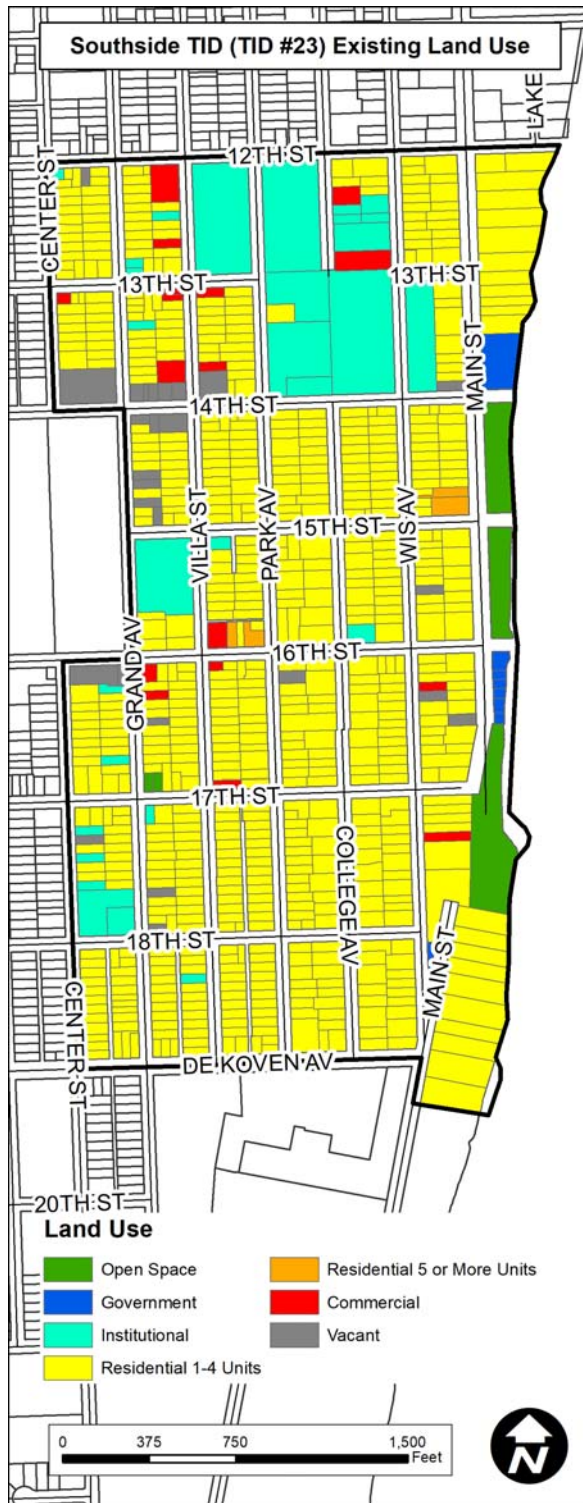 Southside TID (TID #23) Existing Land Use
LAKE
12TH ST
CENTER ST
13TH ST
13TH ST
MAIN ST
14TH ST
VILLA ST
PARK AV
15TH ST
WIS AV
GRAND AV
16TH ST
17TH ST
COLLEGE AV
18TH ST
MAIN ST
CENTER ST
DE KOVEN AV
20TH ST
Land Use
Open Space
Residential 5 or More Units
Government
Commercial
Institutional
Vacant
Residential 1-4 Units
0 375 750 1,500
Feet
N